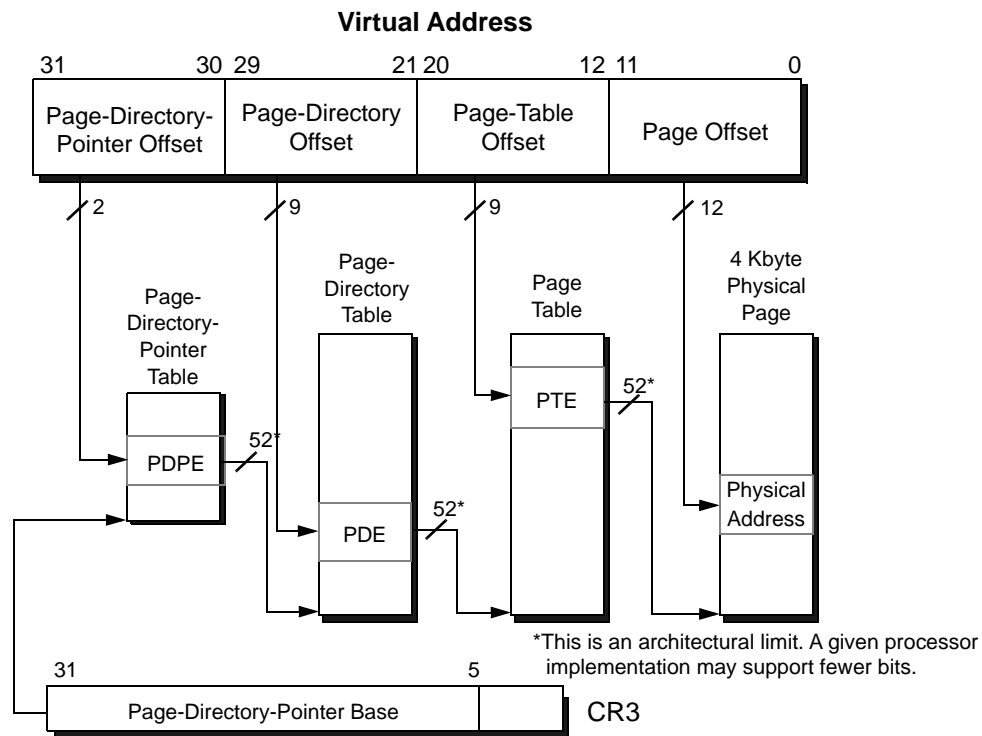 Virtual Address
31 30 29 21 20 12 11 0
Page-Directory-
Pointer Offset
Page-Directory
Offset
Page-Table
Offset
Page Offset
2
9
9
12
Page-
Directory-
Pointer
Table
Page-
Directory
Table
Page
Table
4 Kbyte
Physical
Page
PDPE
52*
PDE
52*
PTE
52*
Physical
Address
*This is an architectural limit. A given processor
implementation may support fewer bits.
31 5
Page-Directory-Pointer Base
CR3